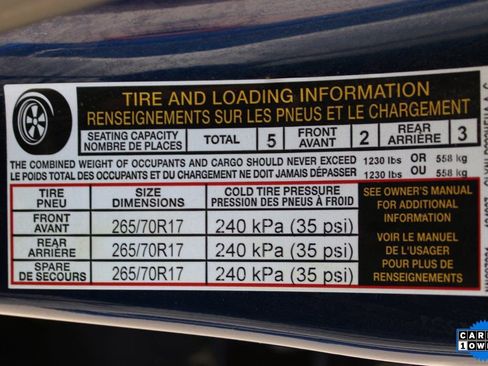 TIRE AND LOADING INFORMATION
RENSEIGNEMENTS SUR LES PNEUS ET LE CHARGEMENT
SEATING CAPACITY
NOMBRE DE PLACES
TOTAL 5
FRONT
AVANT
2
REAR
ARRIÈRE
3
THE COMBINED WEIGHT OF OCCUPANTS AND CARGO SHOULD NEVER EXCEED 1230 lbs OR 558 kg
LE POIDS TOTAL DES OCCUPANTS ET DU CHARGEMENT NE DOIT JAMAIS DÉPASSER 1230 lbs OU 558 kg
TIRE
PNEU
SIZE
DIMENSIONS
COLD TIRE PRESSURE
PRESSION DES PNEUS À FROID
FRONT
AVANT
265/70R17
240 kPa (35 psi)
REAR
ARRIÈRE
265/70R17
240 kPa (35 psi)
SPARE
DE SECOURS
265/70R17
240 kPa (35 psi)
SEE OWNER'S MANUAL
FOR ADDITIONAL
INFORMATION
VOIR LE MANUEL
DE L'USAGER
POUR PLUS DE
RENSEIGNEMENTS
1 OWN